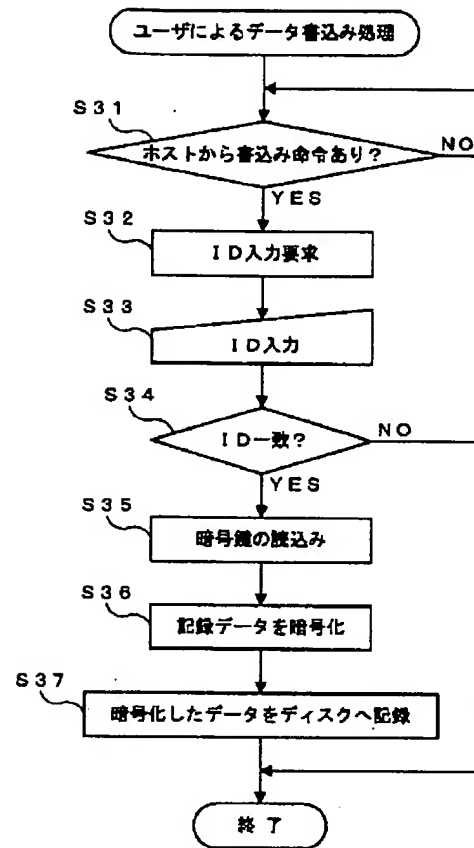 ユーザによるデータ書込み処理
S31
ホストから書込み命令あり?
NO
YES
S32
ID入力要求
S33
ID入力
S34
ID一致?
NO
YES
S35
暗号鍵の読込み
S36
記録データを暗号化
S37
暗号化したデータをディスクへ記録
終了